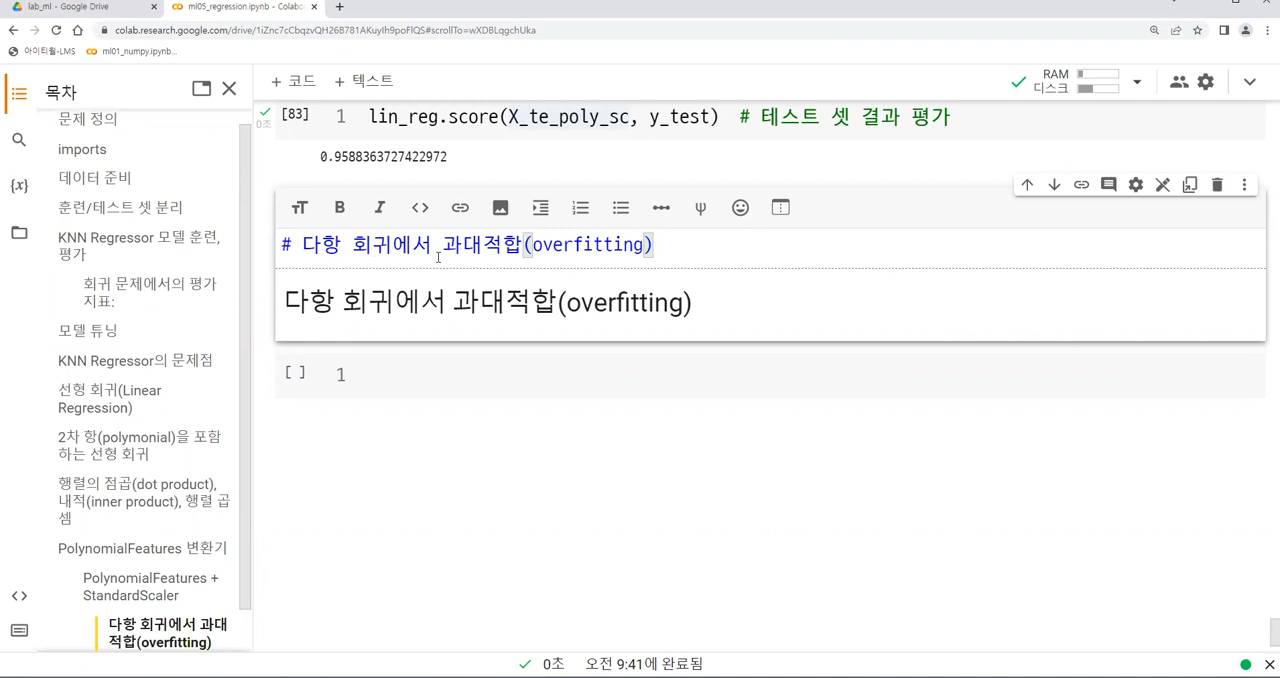 lab_ml - Google Drive
ml05_regression.ipynb - Colabo
colab.research.google.com/drive/1iZnc7cCbqzvQH26B781AKuyIh9poFlQS#scrollTo=wXDBLqgchUka
아이티윌-LMS
ml01_numpy.ipynb...
목차
+ 코드 + 텍스트
RAM
디스크
문제 정의
imports
데이터 준비
훈련/테스트 셋 분리
KNN Regressor 모델 훈련,
평가
회귀 문제에서의 평가
지표:
모델 튜닝
KNN Regressor의 문제점
선형 회귀(Linear
Regression)
2차 항(polymonial)을 포함
하는 선형 회귀
행렬의 점곱(dot product),
내적(inner product), 행렬 곱
셈
PolynomialFeatures 변환기
PolynomialFeatures +
StandardScaler
다항 회귀에서 과대
적합(overfitting)
[83] 1 lin_reg.score(X_te_poly_sc, y_test) # 테스트 셋 결과 평가
0초
0.9588363727422972
# 다항 회귀에서 과대적합(overfitting)
다항 회귀에서 과대적합(overfitting)
[ ] 1
0초 오전 9:41에 완료됨